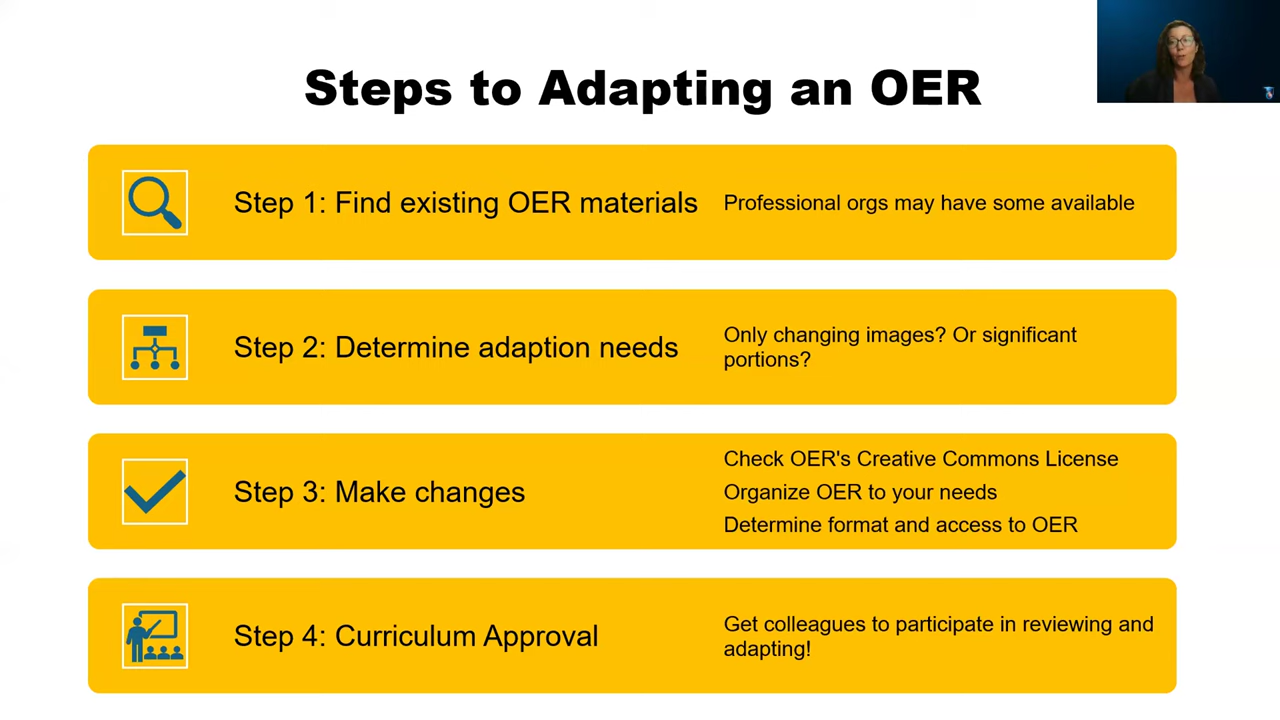 Steps to Adapting an OER
Step 1: Find existing OER materials
Professional orgs may have some available
Step 2: Determine adaption needs
Only changing images? Or significant
portions?
Step 3: Make changes
Check OER's Creative Commons License
Organize OER to your needs
Determine format and access to OER
Step 4: Curriculum Approval
Get colleagues to participate in reviewing and
adapting!